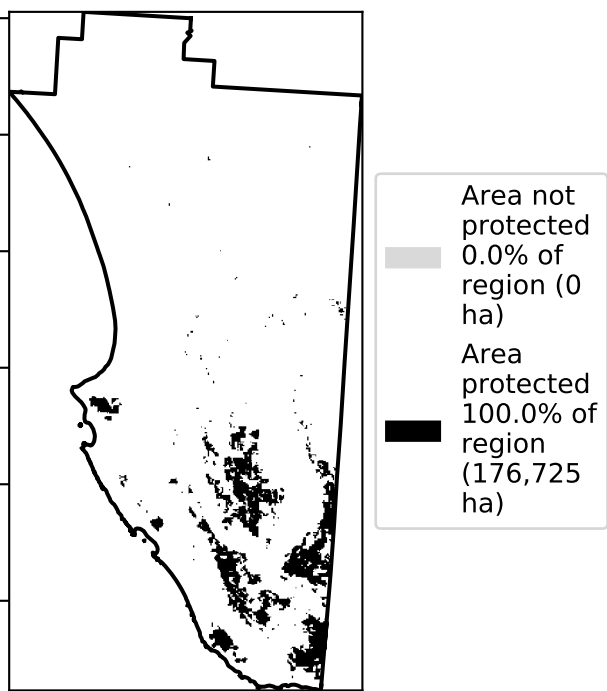 Area not
protected
0.0% of
region (0
ha)
Area
protected
100.0% of
region
(176,725
ha)